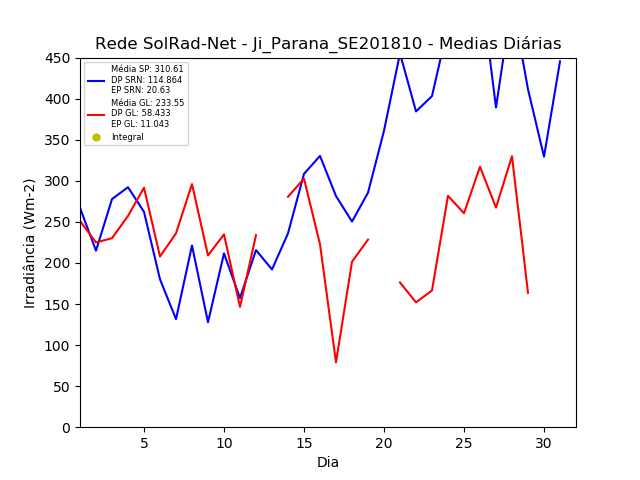 Rede SolRad-Net - Ji_Parana_SE201810 - Medias Diárias
Média SP: 310.61
DP SRN: 114.864
EP SRN: 20.63
Média GL: 233.55
DP GL: 58.433
EP GL: 11.043
Integral
450
400
350
300
250
200
150
100
50
0
Irradiância (Wm-2)
5
10
15
20
25
30
Dia